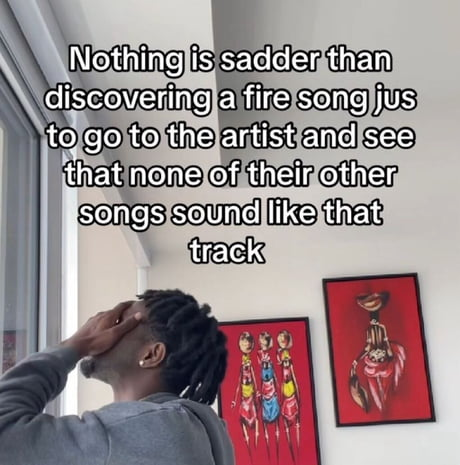 Nothing is sadder than
discovering a fire song jus
to go to the artist and see
that none of their other
songs sound like that
track